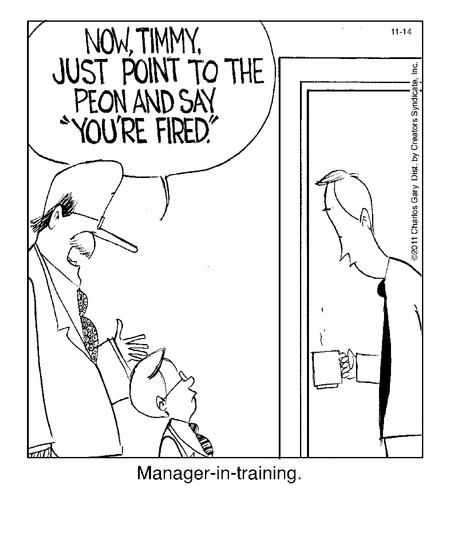 NOW, TIMMY,
JUST POINT TO THE
PEON AND SAY
"YOU'RE FIRED."
11-14
©2011 Charlos Gary Dist. by Creators Syndicate, Inc.
Manager-in-training.